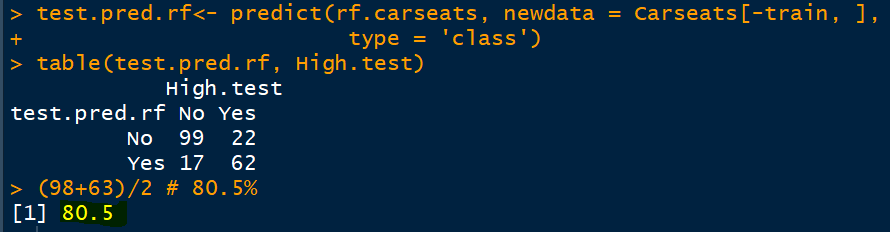 > test.pred.rf<- predict(rf.carseats, newdata = Carseats[-train, ],
+                        type = 'class')
> table(test.pred.rf, High.test)
            High.test
test.pred.rf No Yes
         No  99  22
         Yes 17  62
> (98+63)/2 # 80.5%
[1] 80.5